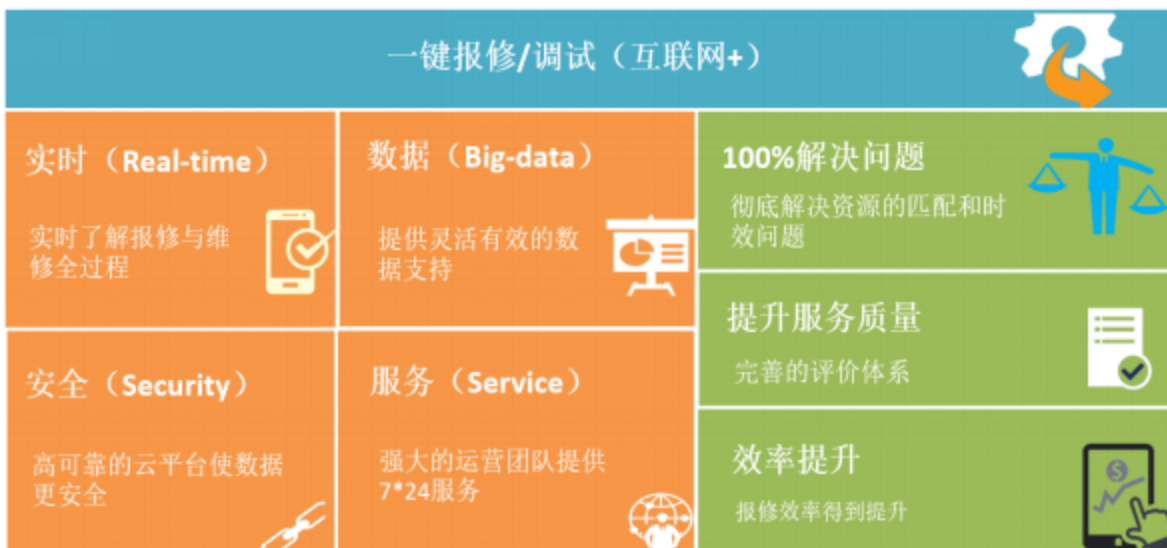 一键报修/调试（互联网+）
实时（Real-time）
实时了解报修与维
修全过程
数据（Big-data）
提供灵活有效的数
据支持
100%解决问题
彻底解决资源的匹配和时
效问题
提升服务质量
完善的评价体系
安全（Security）
高可靠的云平台使数据
更安全
服务（Service）
强大的运营团队提供
7*24服务
效率提升
报修效率得到提升
$